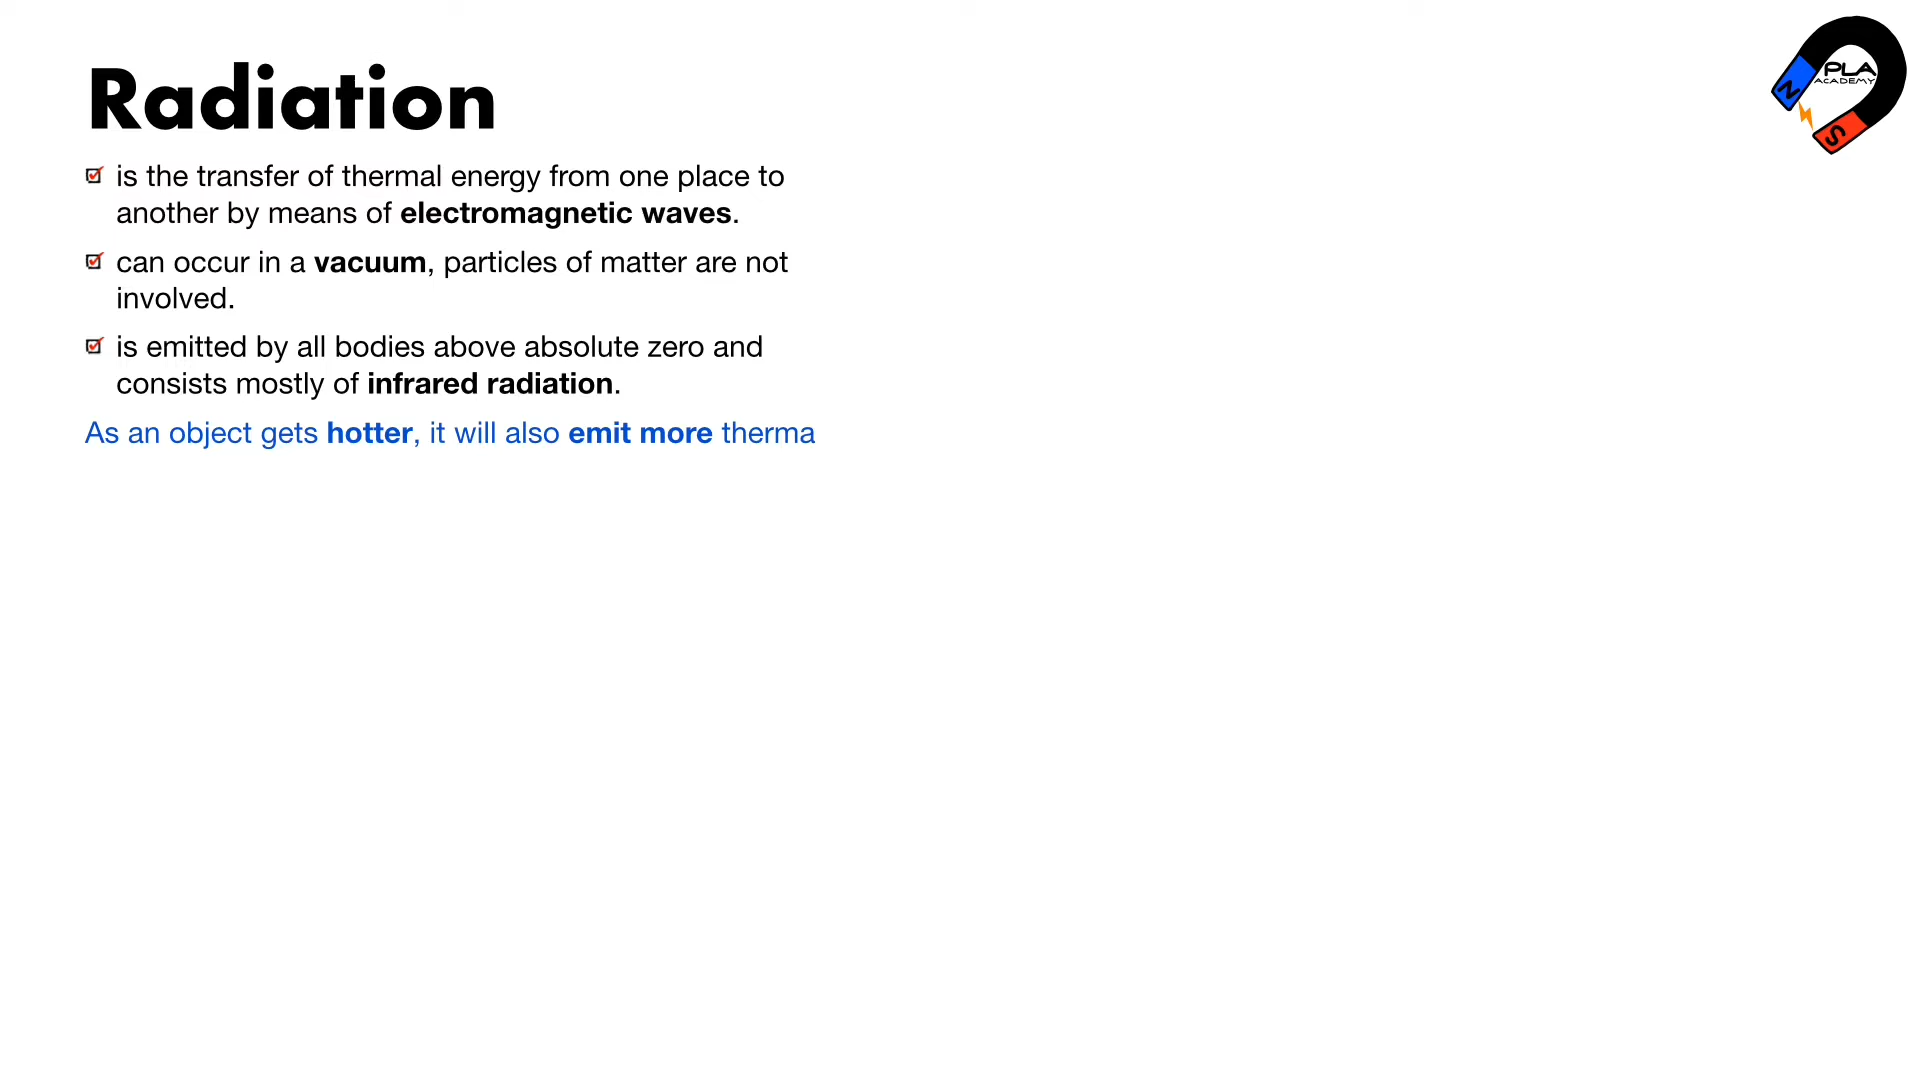 Radiation
is the transfer of thermal energy from one place to
another by means of electromagnetic waves.
can occur in a vacuum, particles of matter are not
involved.
is emitted by all bodies above absolute zero and
consists mostly of infrared radiation.
As an object gets hotter, it will also emit more therma
PLA
ACADEMY
N
S